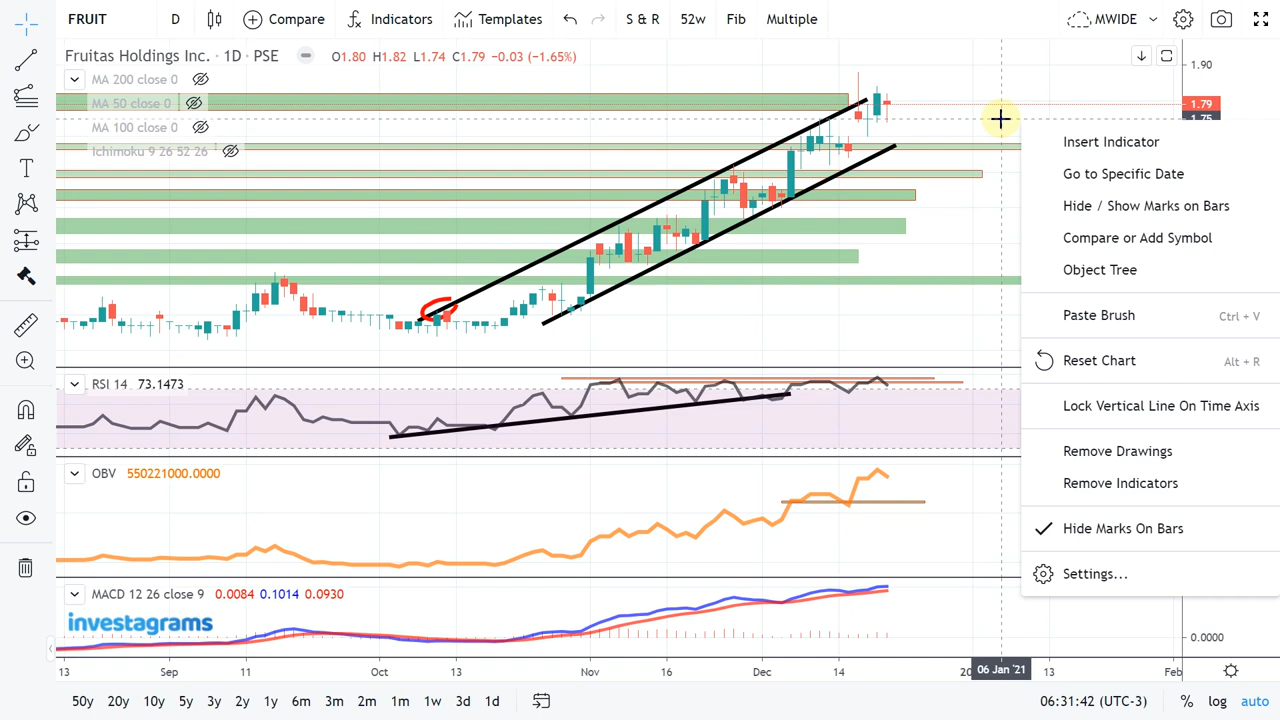 FRUIT D Compare Indicators Templates S & R 52w Fib Multiple MWIDE
Fruitas Holdings Inc. · 1D · PSE O1.80 H1.82 L1.74 C1.79 −0.03 (−1.65%)
MA 200 close 0
MA 50 close 0
MA 100 close 0
Ichimoku 9 26 52 26
1.90
1.79
1.75
Insert Indicator
Go to Specific Date
Hide / Show Marks on Bars
Compare or Add Symbol
Object Tree
Paste Brush Ctrl + V
Reset Chart Alt + R
Lock Vertical Line On Time Axis
Remove Drawings
Remove Indicators
Hide Marks On Bars
Settings...
RSI 14 73.1473
OBV 550221000.0000
MACD 12 26 close 9 0.0084 0.1014 0.0930
investagrams
0.0000
13 Sep 11 Oct 13 Nov 16 Dec 14 06 Jan '21 13 Feb
50y 20y 10y 5y 3y 2y 1y 6m 3m 2m 1m 1w 3d 1d 06:31:42 (UTC-3) % log auto